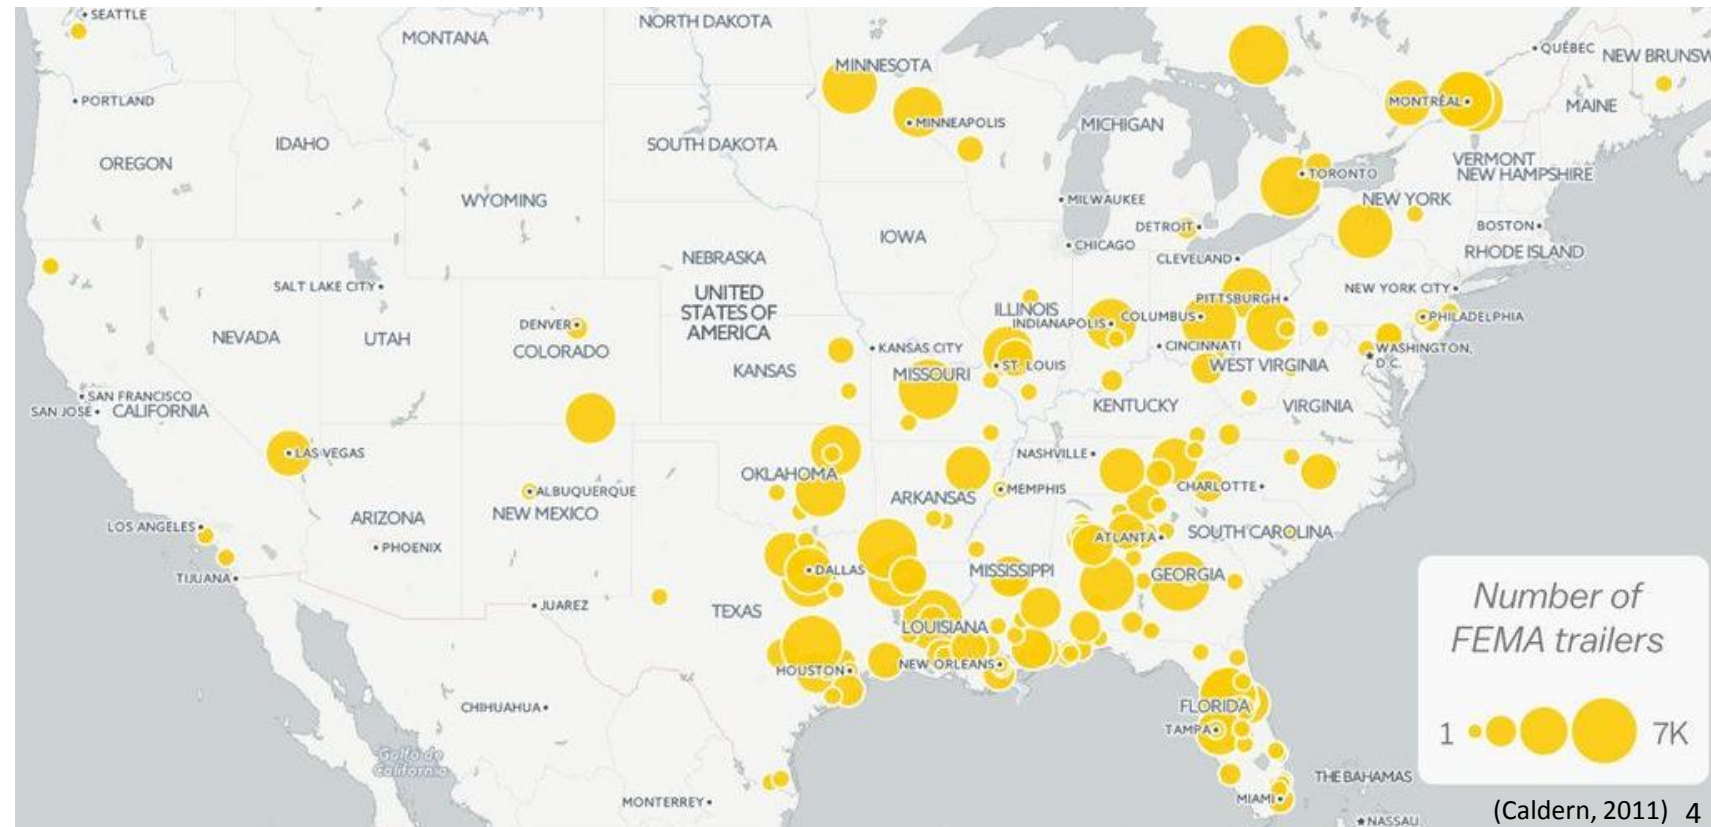 SEATTLE
NORTH DAKOTA
MONTANA
QUÉBEC
NEW BRUNSW
MINNESOTA
PORTLAND
MONTRÉAL
MAINE
MINNEAPOLIS
MICHIGAN
IDAHO
SOUTH DAKOTA
OREGON
VERMONT
NEW HAMPSHIRE
TORONTO
WYOMING
MILWAUKEE
NEW YORK
DETROIT
BOSTON
IOWA
CHICAGO
RHODE ISLAND
NEBRASKA
CLEVELAND
SALT LAKE CITY
NEW YORK CITY
UNITED
STATES OF
AMERICA
PITTSBURGH
ILLINOIS
INDIANAPOLIS
COLUMBUS
PHILADELPHIA
DENVER
NEVADA
UTAH
COLORADO
KANSAS CITY
CINCINNATI
WASHINGTON,
D.C.
KANSAS
MISSOURI
ST. LOUIS
WEST VIRGINIA
SAN FRANCISCO
SAN JOSE
CALIFORNIA
KENTUCKY
VIRGINIA
LAS VEGAS
NASHVILLE
OKLAHOMA
ALBUQUERQUE
NEW MEXICO
ARKANSAS
MEMPHIS
CHARLOTTE
LOS ANGELES
ARIZONA
PHOENIX
ATLANTA
SOUTH CAROLINA
TIJUANA
DALLAS
MISSISSIPPI
GEORGIA
JUAREZ
TEXAS
LOUISIANA
HOUSTON
NEW ORLEANS
CHIHUAHUA
FLORIDA
TAMPA
Golfo de
California
MONTERREY
MIAMI
THE BAHAMAS
NASSAU
Number of
FEMA trailers
1 7K
(Caldern, 2011) 4